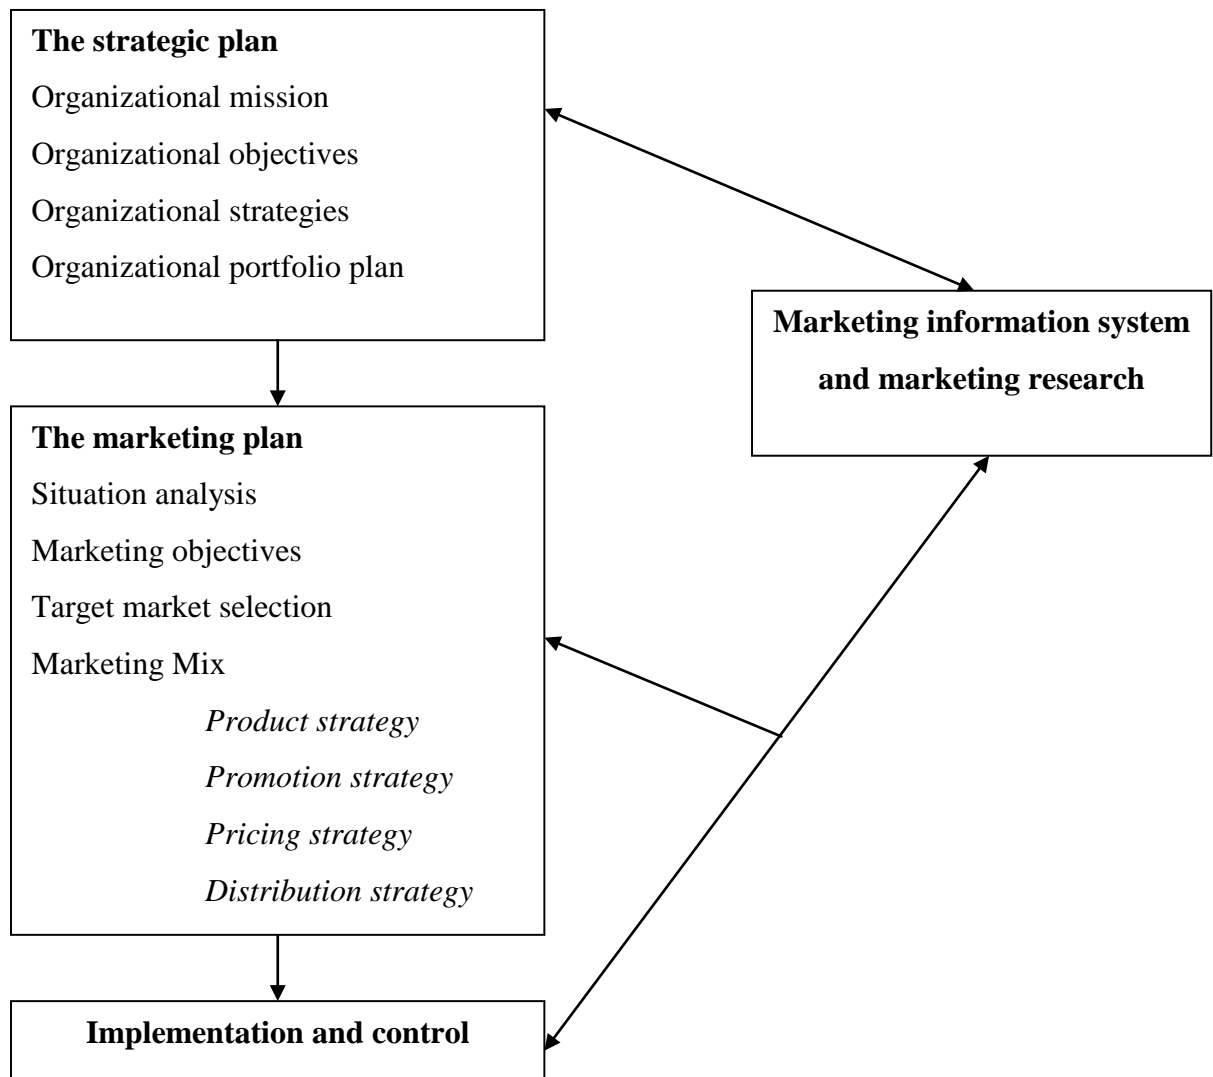 The strategic plan
Organizational mission
Organizational objectives
Organizational strategies
Organizational portfolio plan
Marketing information system
and marketing research
The marketing plan
Situation analysis
Marketing objectives
Target market selection
Marketing Mix
Product strategy
Promotion strategy
Pricing strategy
Distribution strategy
Implementation and control